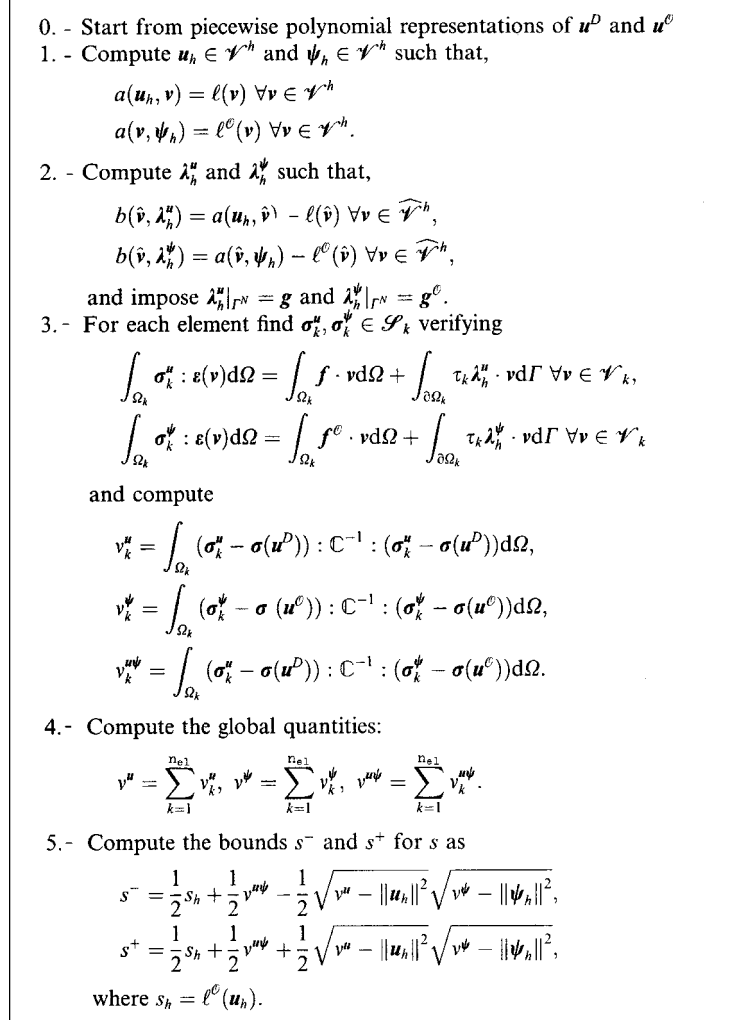 0. - Start from piecewise polynomial representations of u^D and u^𝒪
1. - Compute u_h ∈ 𝒱^h and ψ_h ∈ 𝒱^h such that,
a(u_h, v) = ℓ(v) ∀v ∈ 𝒱^h
a(v, ψ_h) = ℓ^𝒪(v) ∀v ∈ 𝒱^h.
2. - Compute λ_h^u and λ_h^ψ such that,
b(v̂, λ_h^u) = a(u_h, v̂) − ℓ(v̂) ∀v ∈ 𝒱̂^h,
b(v̂, λ_h^ψ) = a(v̂, ψ_h) − ℓ^𝒪(v̂) ∀v ∈ 𝒱̂^h,
and impose λ_h^u|_{Γ^N} = g and λ_h^ψ|_{Γ^N} = g^𝒪.
3. - For each element find σ_k^u, σ_k^ψ ∈ 𝒮_k verifying
∫_{Ω_k} σ_k^u : ε(v)dΩ = ∫_{Ω_k} f · vdΩ + ∫_{∂Ω_k} τ_k λ_h^u · vdΓ ∀v ∈ 𝒱_k,
∫_{Ω_k} σ_k^ψ : ε(v)dΩ = ∫_{Ω_k} f^𝒪 · vdΩ + ∫_{∂Ω_k} τ_k λ_h^ψ · vdΓ ∀v ∈ 𝒱_k
and compute
ν_k^u = ∫_{Ω_k} (σ_k^u − σ(u^D)) : ℂ^{−1} : (σ_k^u − σ(u^D))dΩ,
ν_k^ψ = ∫_{Ω_k} (σ_k^ψ − σ (u^𝒪)) : ℂ^{−1} : (σ_k^ψ − σ(u^𝒪))dΩ,
ν_k^{uψ} = ∫_{Ω_k} (σ_k^u − σ(u^D)) : ℂ^{−1} : (σ_k^ψ − σ(u^𝒪))dΩ.
4.- Compute the global quantities:
ν^u = ∑_{k=1}^{n_el} ν_k^u, ν^ψ = ∑_{k=1}^{n_el} ν_k^ψ, ν^{uψ} = ∑_{k=1}^{n_el} ν_k^{uψ}.
5.- Compute the bounds s^− and s^+ for s as
s^− = 1/2 s_h + 1/2 ν^{uψ} − 1/2 √(ν^u − ‖u_h‖²) √(ν^ψ − ‖ψ_h‖²),
s^+ = 1/2 s_h + 1/2 ν^{uψ} + 1/2 √(ν^u − ‖u_h‖²) √(ν^ψ − ‖ψ_h‖²),
where s_h = ℓ^𝒪(u_h).